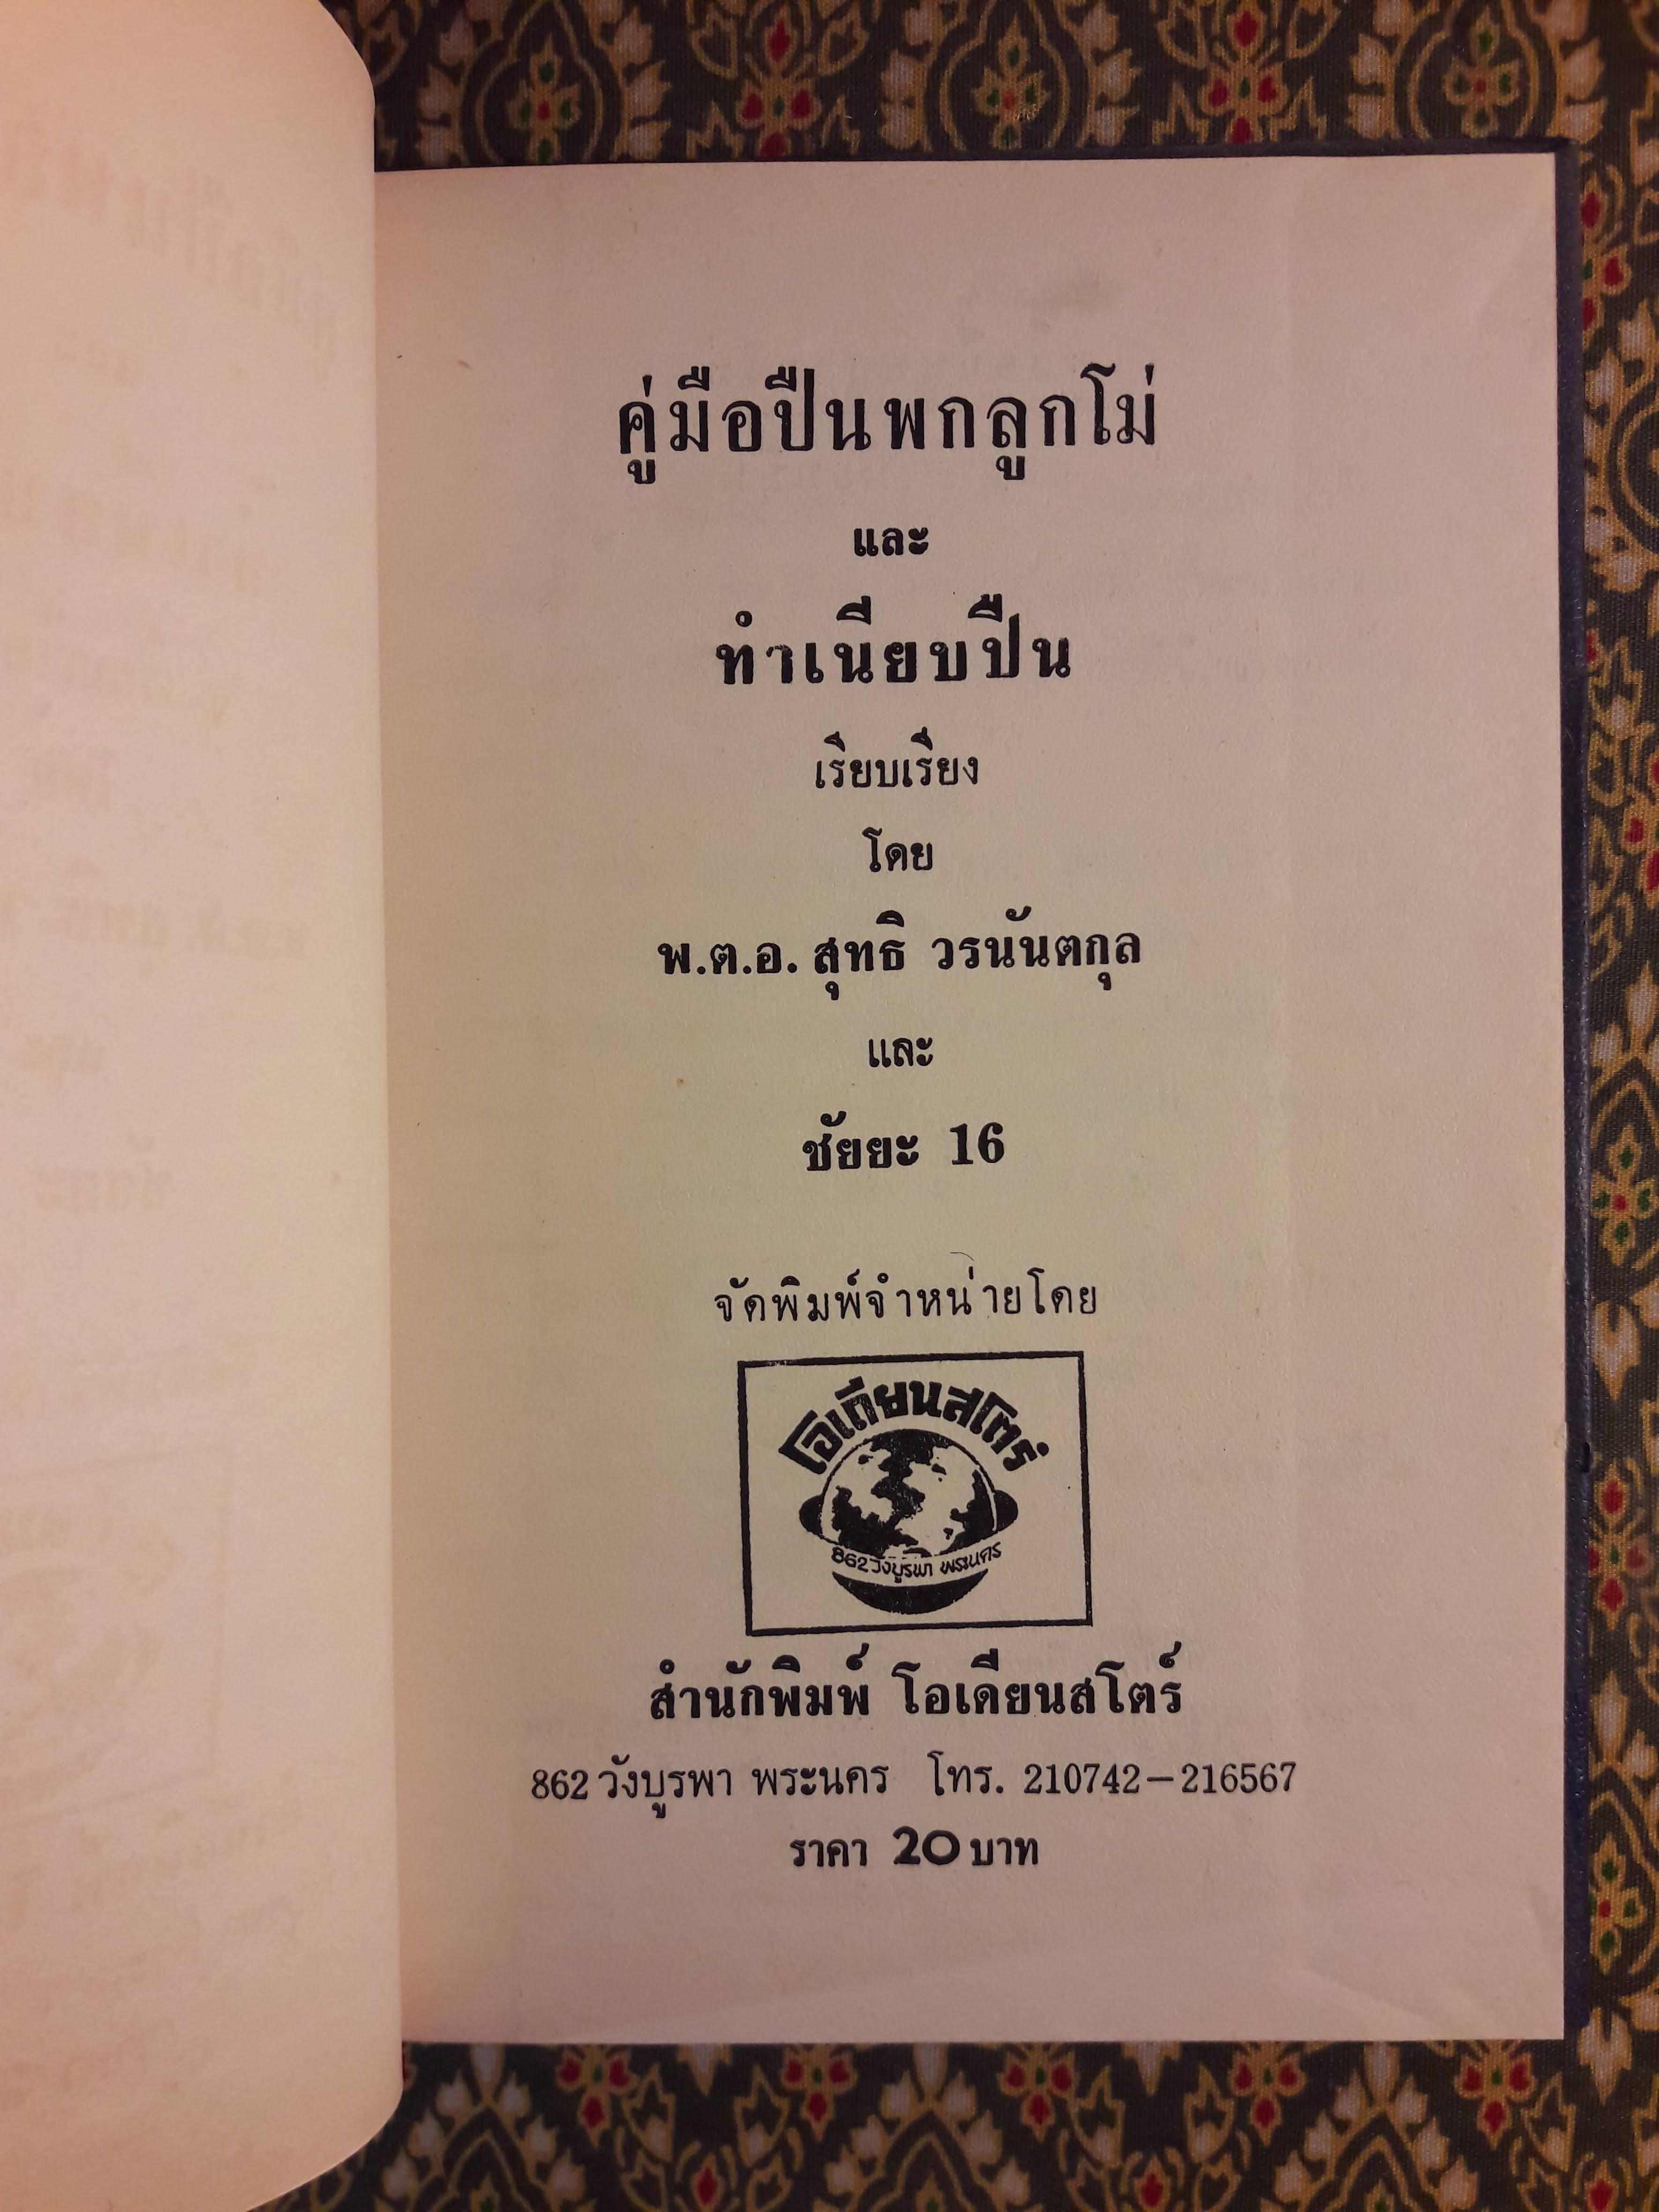 คู่มือปืนพกลูกโม่
และ
ทำเนียบปืน
เรียบเรียง
โดย
พ.ต.อ. สุทธิ วรนันตกุล
และ
ชัยยะ 16
จัดพิมพ์จำหน่ายโดย
โอเดียนสโตร์
862 วังบูรพา พระนคร
สำนักพิมพ์ โอเดียนสโตร์
862 วังบูรพา พระนคร โทร. 210742-216567
ราคา 20 บาท